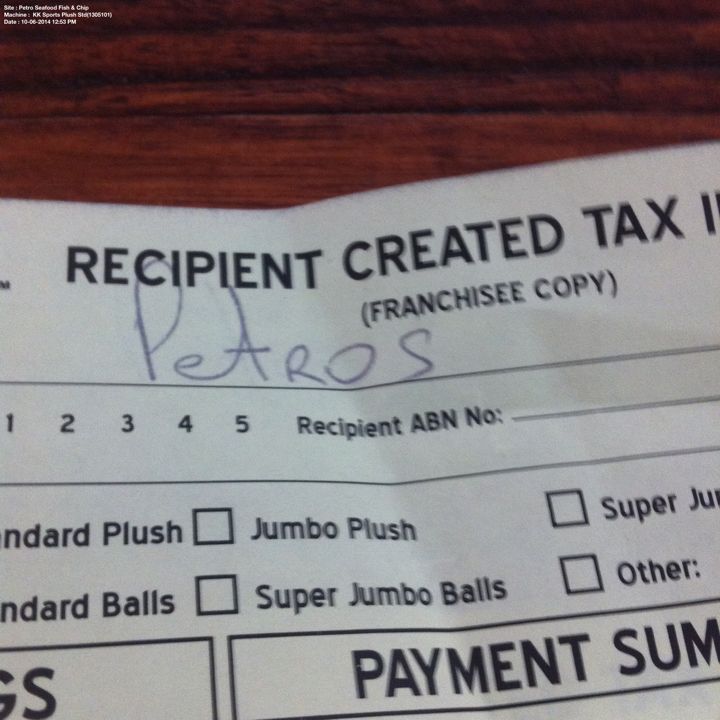 Site : Petro Seafood Fish & Chip
Machine : KK Sports Plush Std(1305101)
Date : 10-06-2014 12:53 PM
RECIPIENT CREATED TAX I
(FRANCHISEE COPY)
PetROS
1 2 3 4 5 Recipient ABN No:
ndard Plush Jumbo Plush Super Ju
ndard Balls Super Jumbo Balls Other:
GS PAYMENT SUM